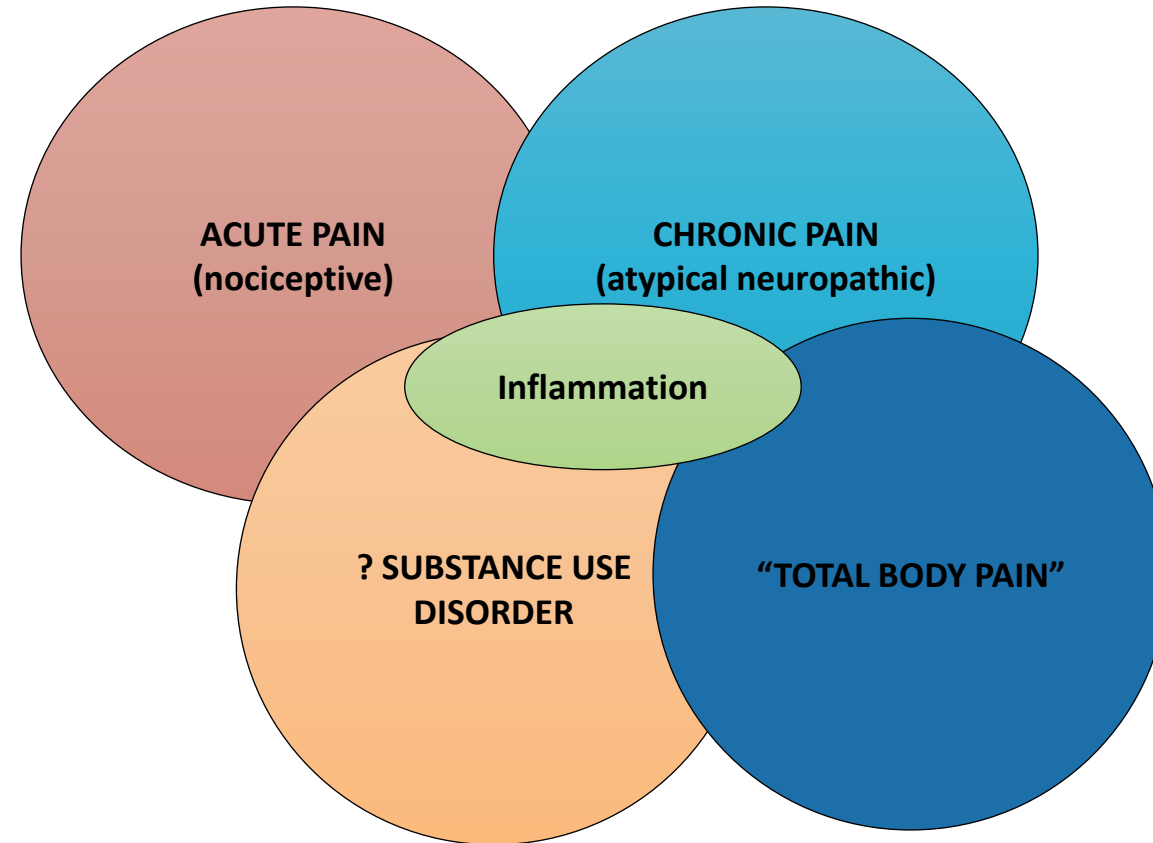 ACUTE PAIN
(nociceptive)
CHRONIC PAIN
(atypical neuropathic)
Inflammation
? SUBSTANCE USE
DISORDER
“TOTAL BODY PAIN”